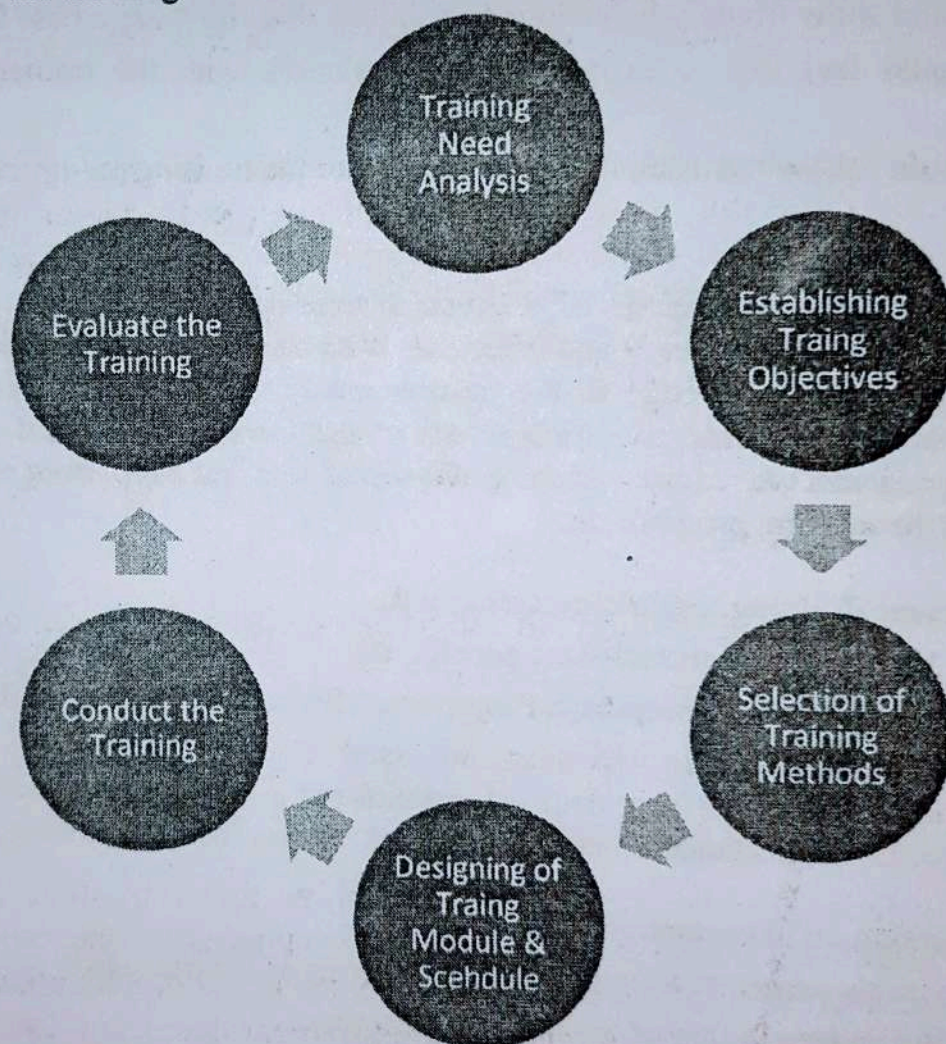 Training
Need
Analysis
Establishing
Traing
Objectives
Selection of
Training
Methods
Designing of
Traing
Module &
Scehdule
Conduct the
Training
Evaluate the
Training